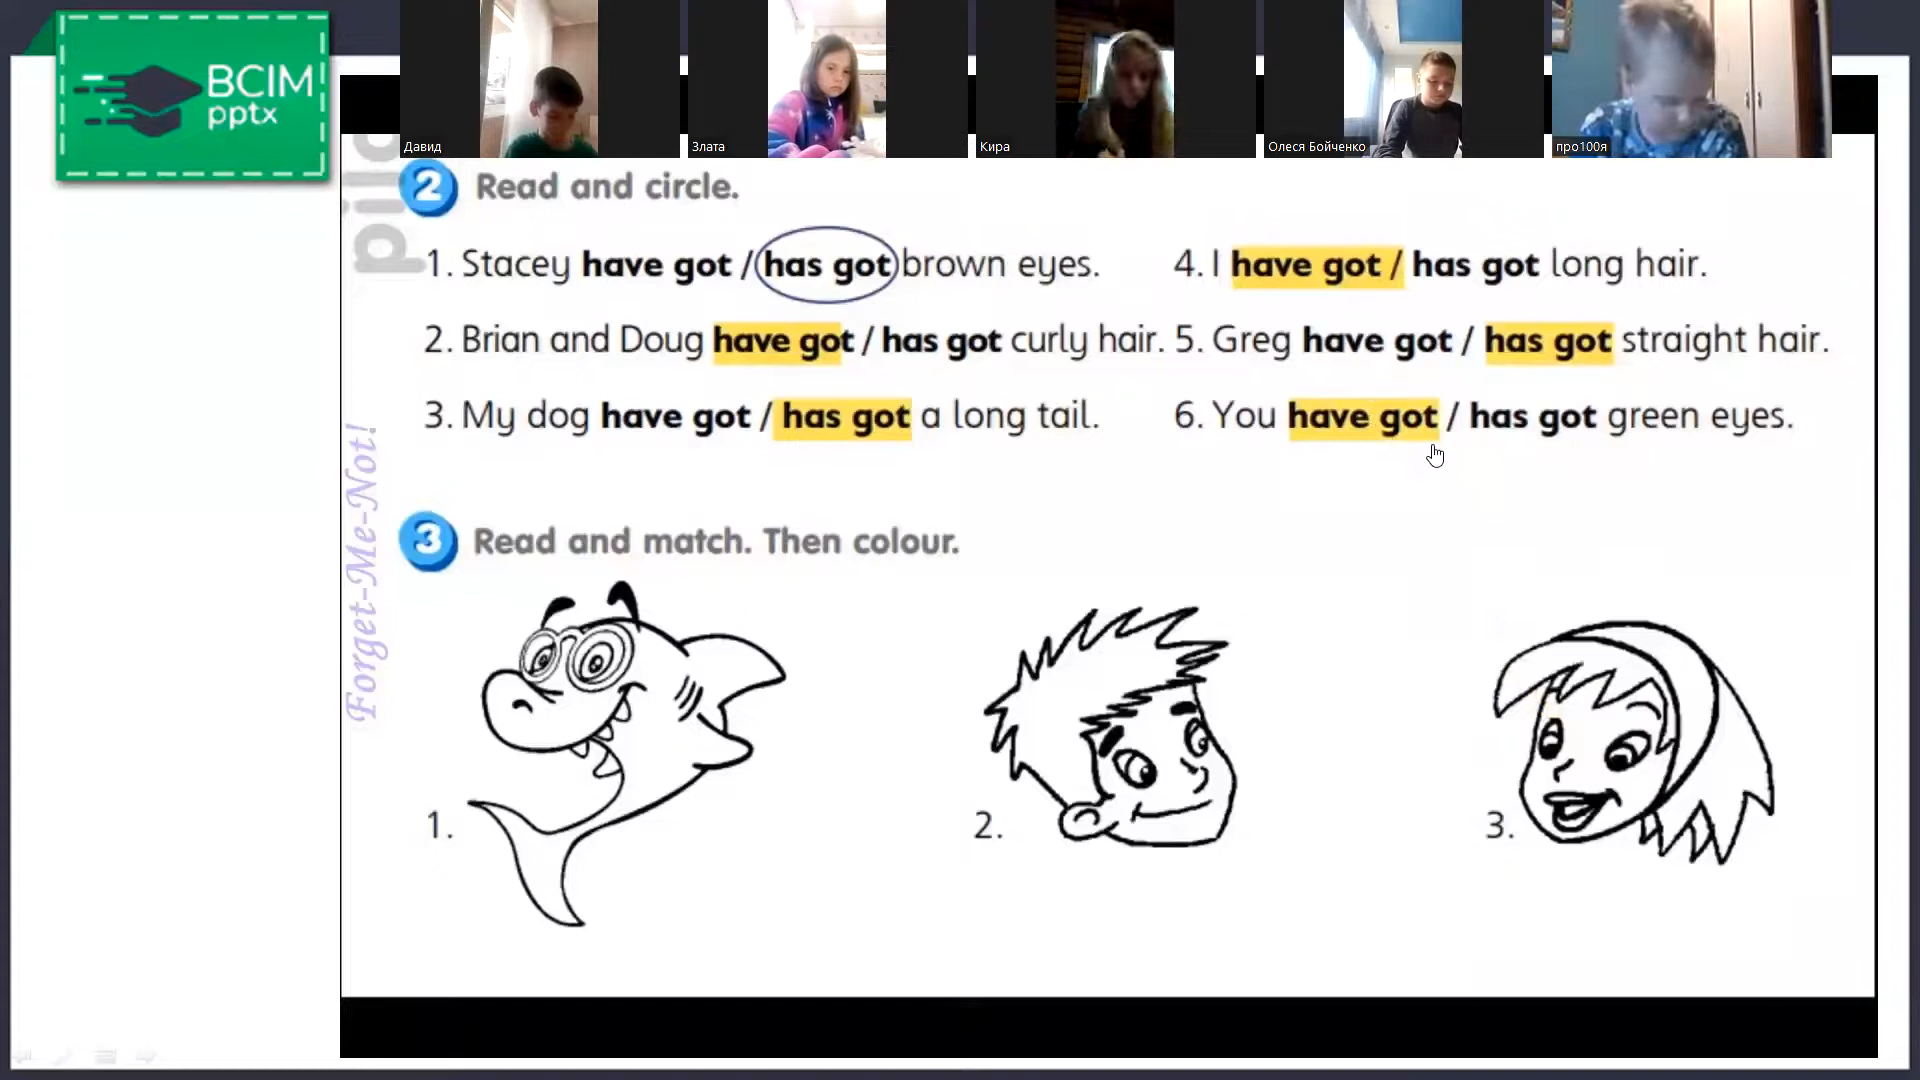 BCIM
pptx
Давид
Злата
Кира
Олеся Бойченко
про100я
2 Read and circle.
1. Stacey have got / has got brown eyes.
2. Brian and Doug have got / has got curly hair.
3. My dog have got / has got a long tail.
4. I have got / has got long hair.
5. Greg have got / has got straight hair.
6. You have got / has got green eyes.
Forget-Me-Not!
3 Read and match. Then colour.
1.
2.
3.